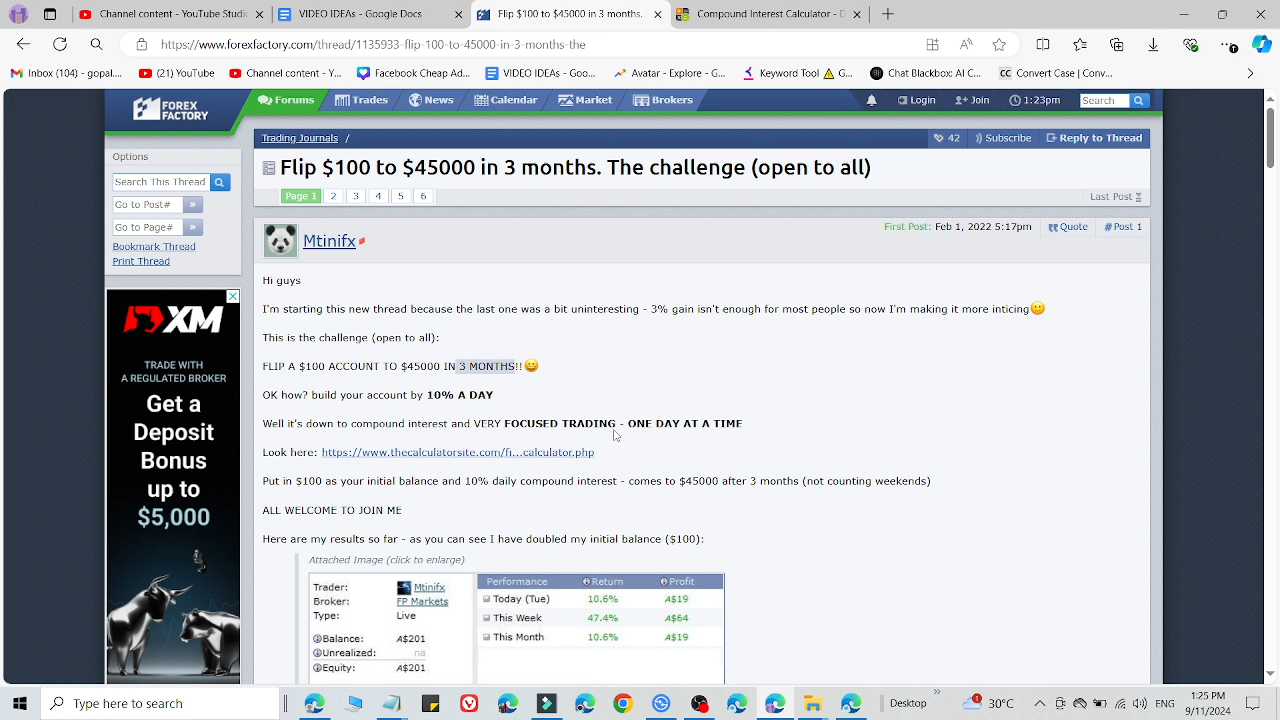 YouTube
VIDEO
Flip $100 to $45000 in 3 months.
Compound Interest Calculator - D
https://www.forexfactory.com/thread/1135933-flip-100-to-45000-in-3-months-the
Inbox (104) - gopal...
(21) YouTube
Channel content - Y...
Facebook Cheap Ad...
VIDEO IDEAs - Goo...
Avatar - Explore - G...
Keyword Tool
Chat Blackbox: AI C...
CC Convert Case | Conv...
FOREX FACTORY
Forums
Trades
News
Calendar
Market
Brokers
Login
Join
1:23pm
Search
Options
Search This Thread
Go to Post#
»
Go to Page#
»
Bookmark Thread
Print Thread
Trading Journals /
42
Subscribe
Reply to Thread
Flip $100 to $45000 in 3 months. The challenge (open to all)
Page 1 2 3 4 5 6
Last Post
Mtinifx
First Post: Feb 1, 2022 5:17pm
Quote
#Post 1
Hi guys
I'm starting this new thread because the last one was a bit uninteresting - 3% gain isn't enough for most people so now I'm making it more inticing
This is the challenge (open to all):
FLIP A $100 ACCOUNT TO $45000 IN 3 MONTHS!!
OK how? build your account by 10% A DAY
Well it's down to compound interest and VERY FOCUSED TRADING - ONE DAY AT A TIME
Look here: https://www.thecalculatorsite.com/fi...calculator.php
Put in $100 as your initial balance and 10% daily compound interest - comes to $45000 after 3 months (not counting weekends)
ALL WELCOME TO JOIN ME
Here are my results so far - as you can see I have doubled my initial balance ($100):
Attached Image (click to enlarge)
Trader: Mtinifx
Broker: FP Markets
Type: Live
Balance: A$201
Unrealized: na
Equity: A$201
Performance Return Profit
Today (Tue) 10.6% A$19
This Week 47.4% A$64
This Month 10.6% A$19
XM
TRADE WITH
A REGULATED BROKER
Get a
Deposit
Bonus
up to
$5,000
Type here to search
Desktop
»
1
30°C
ENG
1:25 PM
9/11/2024